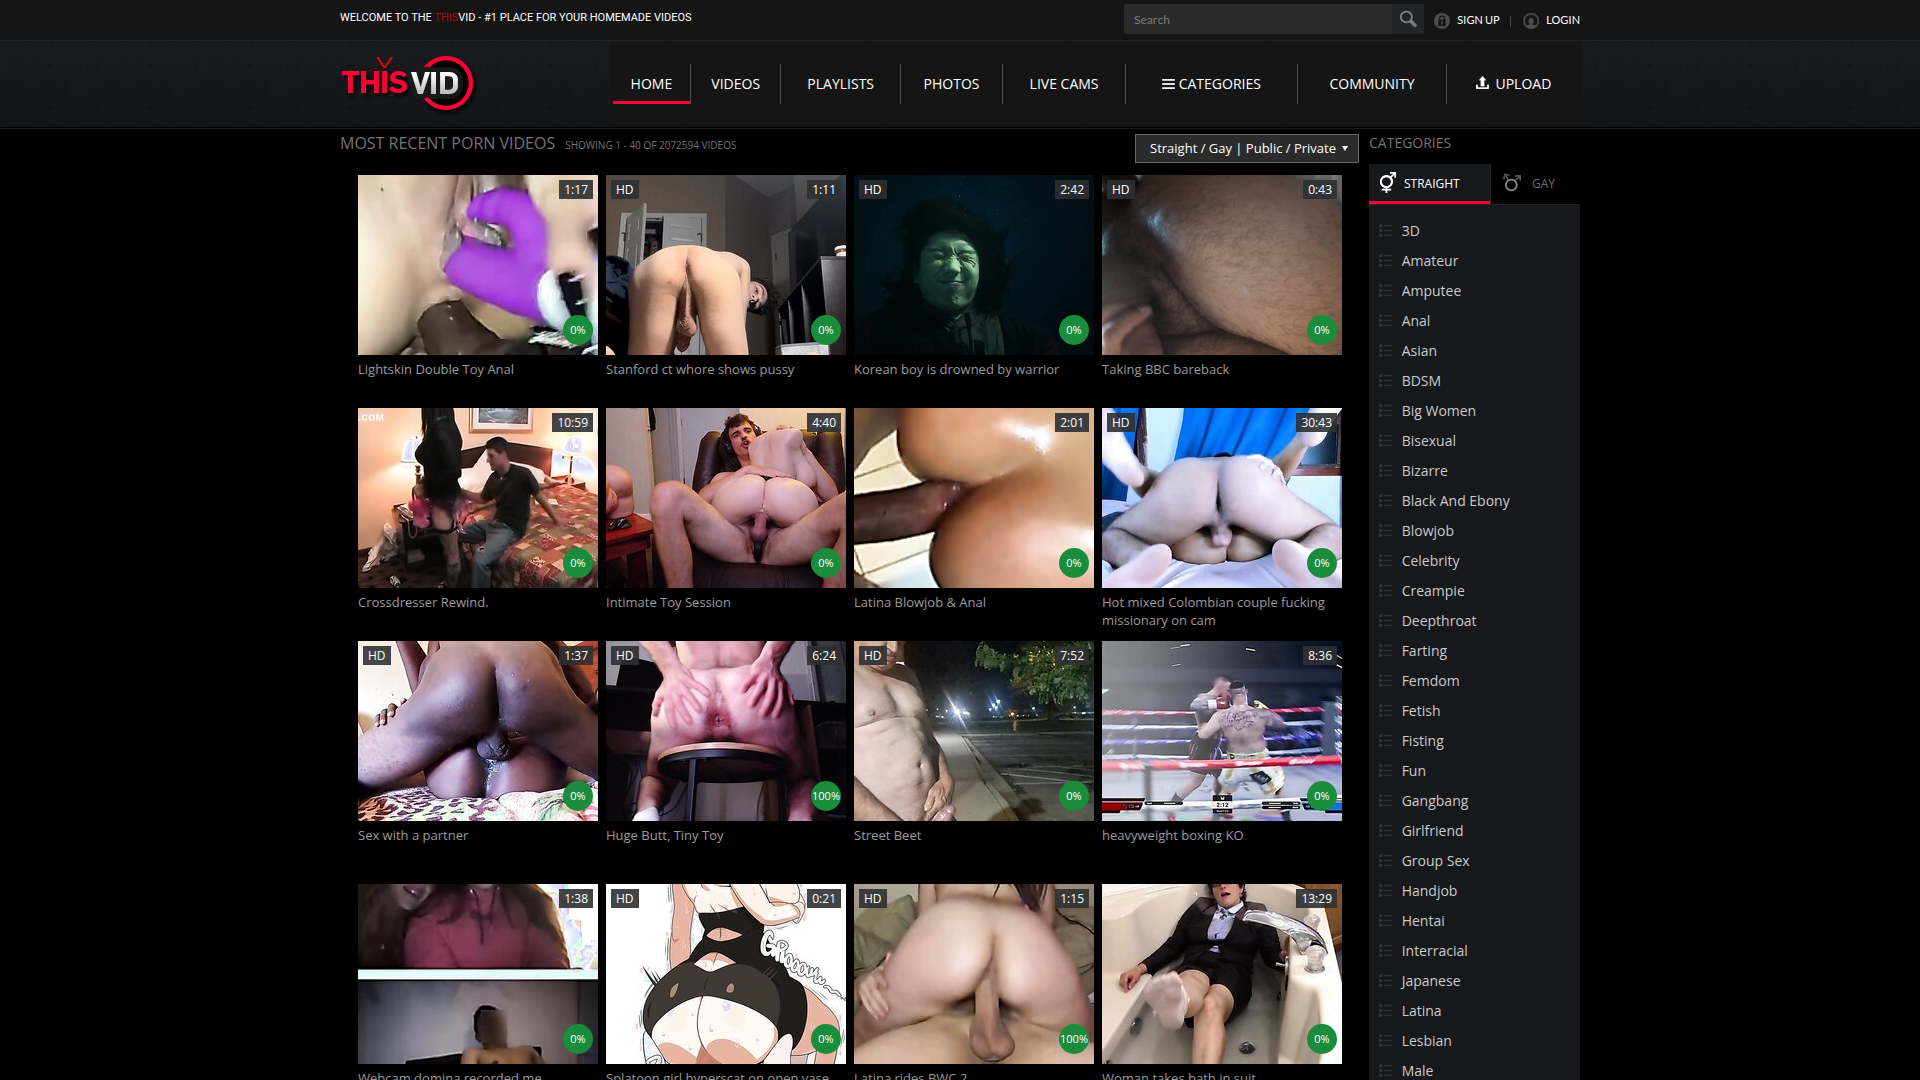 WELCOME TO THE THISVID - #1 PLACE FOR YOUR HOMEMADE VIDEOS
Search
SIGN UP
LOGIN
THISVID
HOME
VIDEOS
PLAYLISTS
PHOTOS
LIVE CAMS
CATEGORIES
COMMUNITY
UPLOAD
MOST RECENT PORN VIDEOS SHOWING 1 - 40 OF 2072594 VIDEOS
Straight / Gay | Public / Private
1:17
0%
Lightskin Double Toy Anal
HD
1:11
0%
Stanford ct whore shows pussy
HD
2:42
0%
Korean boy is drowned by warrior
HD
0:43
0%
Taking BBC bareback
.COM
10:59
0%
Crossdresser Rewind.
4:40
0%
Intimate Toy Session
2:01
0%
Latina Blowjob & Anal
HD
30:43
0%
Hot mixed Colombian couple fucking
missionary on cam
HD
1:37
0%
Sex with a partner
HD
6:24
100%
Huge Butt, Tiny Toy
HD
7:52
0%
Street Beet
8:36
2:12
0%
heavyweight boxing KO
1:38
0%
Webcam domina recorded me
HD
0:21
0%
Splatoon girl hyperscat on open vase
HD
1:15
100%
Latina rides BWC 2
13:29
0%
Woman takes bath in suit
CATEGORIES
STRAIGHT
GAY
3D
Amateur
Amputee
Anal
Asian
BDSM
Big Women
Bisexual
Bizarre
Black And Ebony
Blowjob
Celebrity
Creampie
Deepthroat
Farting
Femdom
Fetish
Fisting
Fun
Gangbang
Girlfriend
Group Sex
Handjob
Hentai
Interracial
Japanese
Latina
Lesbian
Male